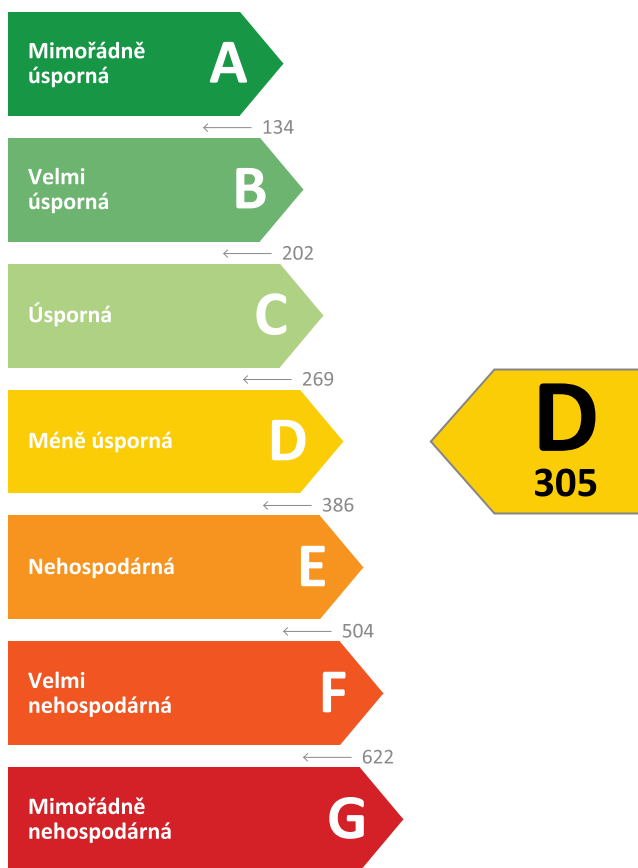 Mimořádně
úsporná
A
134
Velmi
úsporná
B
202
Úsporná
C
269
Méně úsporná
D
386
Nehospodárná
E
504
Velmi
nehospodárná
F
622
Mimořádně
nehospodárná
G
D
305